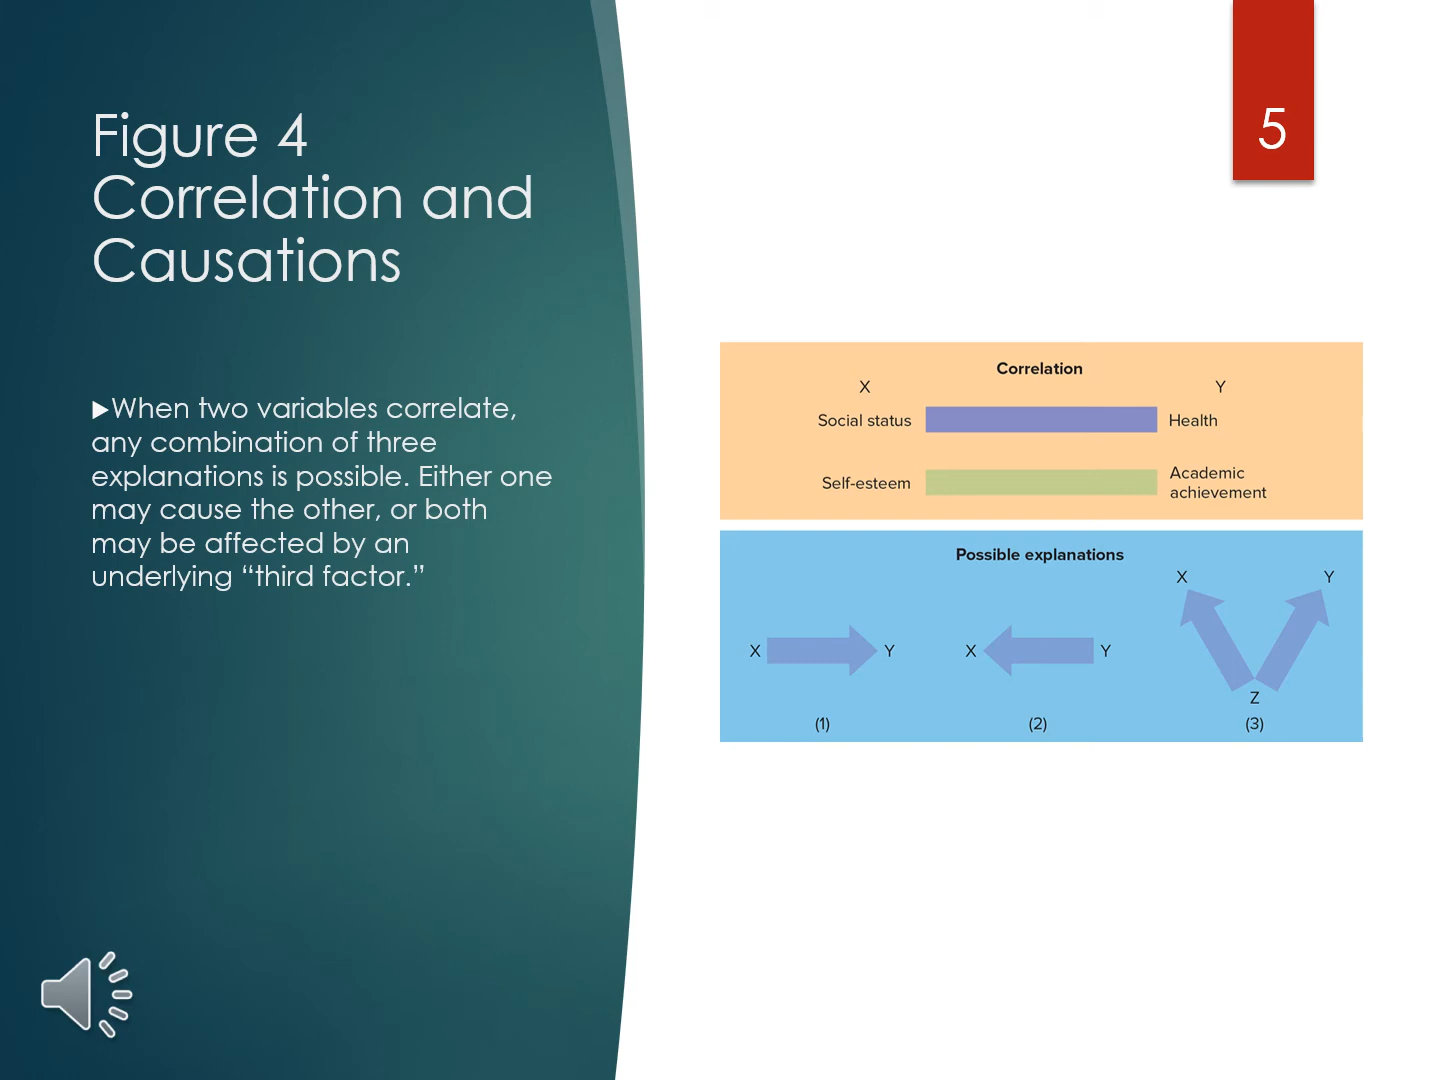 Figure 4
Correlation and
Causations
▶When two variables correlate,
any combination of three
explanations is possible. Either one
may cause the other, or both
may be affected by an
underlying “third factor.”
5
Correlation
X Y
Social status Health
Self-esteem Academic
achievement
Possible explanations
X Y
X Y X Y
Z
(1) (2) (3)